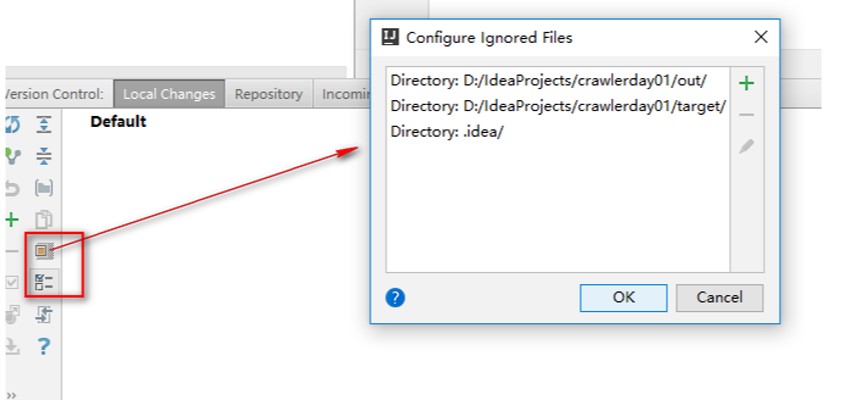 Configure Ignored Files
Directory: D:/IdeaProjects/crawlerday01/out/
Directory: D:/IdeaProjects/crawlerday01/target/
Directory: .idea/
OK
Cancel
Version Control:
Local Changes
Repository
Incomin
Default